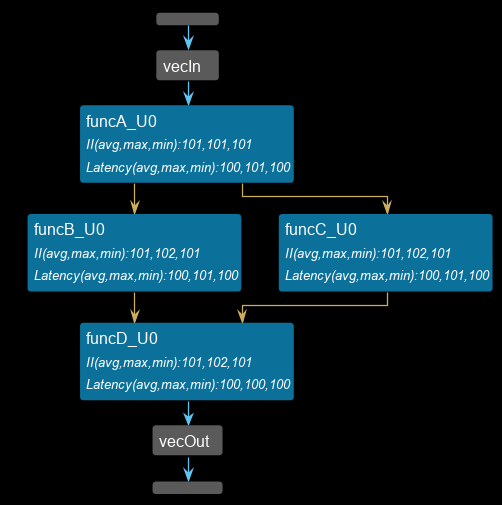 vecIn
funcA_U0
II(avg,max,min):101,101,101
Latency(avg,max,min):100,101,100
funcB_U0
II(avg,max,min):101,102,101
Latency(avg,max,min):100,101,100
funcC_U0
II(avg,max,min):101,102,101
Latency(avg,max,min):100,101,100
funcD_U0
II(avg,max,min):101,102,101
Latency(avg,max,min):100,100,100
vecOut